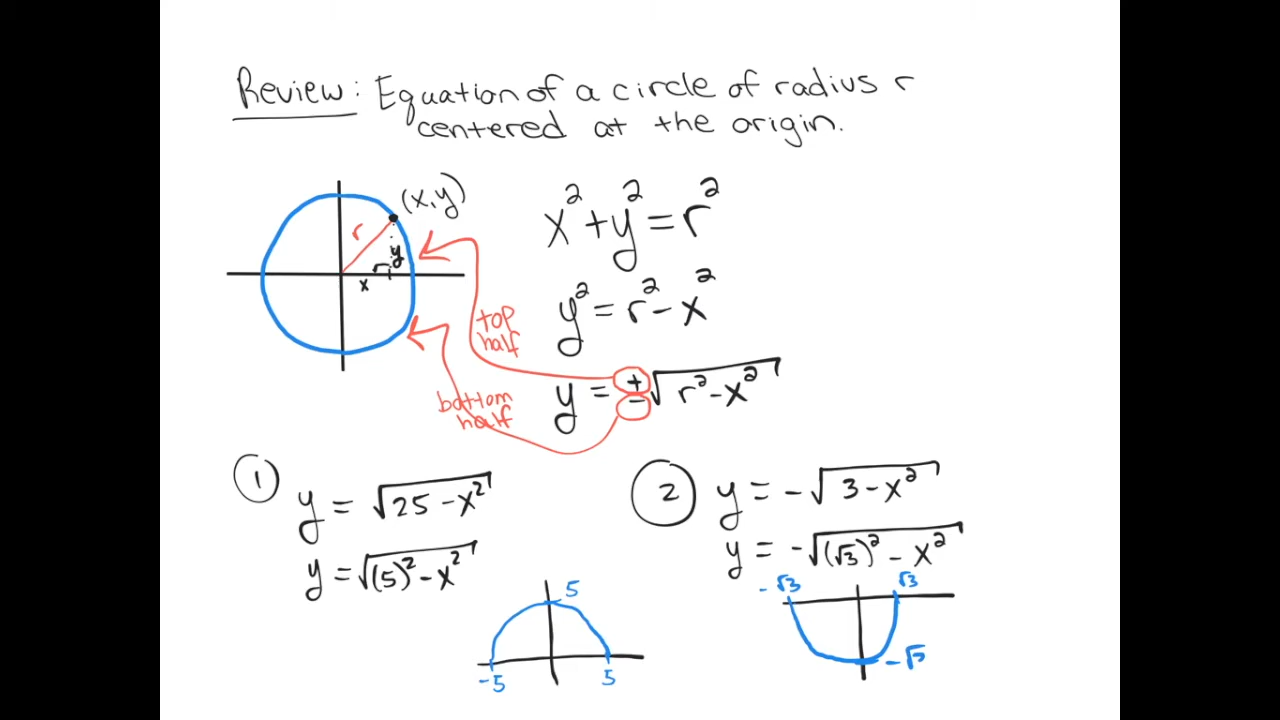 Review: Equation of a circle of radius r
centered at the origin.
(x,y)
r
y
x
x² + y² = r²
y² = r² - x²
top
half
y = ±√(r² - x²)
bottom
half
① y = √(25 - x²)
y = √((5)² - x²)
5
-5
5
② y = -√(3 - x²)
y = -√((√3)² - x²)
-√3
√3